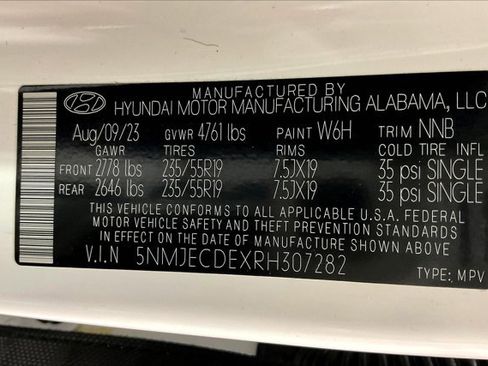 MANUFACTURED BY
HYUNDAI MOTOR MANUFACTURING ALABAMA, LLC
Aug/09/23 GVWR 4761 lbs PAINT W6H TRIM NNB
GAWR TIRES RIMS COLD TIRE INFL
FRONT 2778 lbs 235/55R19 7.5JX19 35 psi SINGLE
REAR 2646 lbs 235/55R19 7.5JX19 35 psi SINGLE
THIS VEHICLE CONFORMS TO ALL APPLICABLE U.S.A. FEDERAL
MOTOR VEHICLE SAFETY AND THEFT PREVENTION STANDARDS
IN EFFECT ON THE DATE OF MANUFACTURE SHOWN ABOVE.
V.I.N 5NMJECDEXRH307282
TYPE: MPV